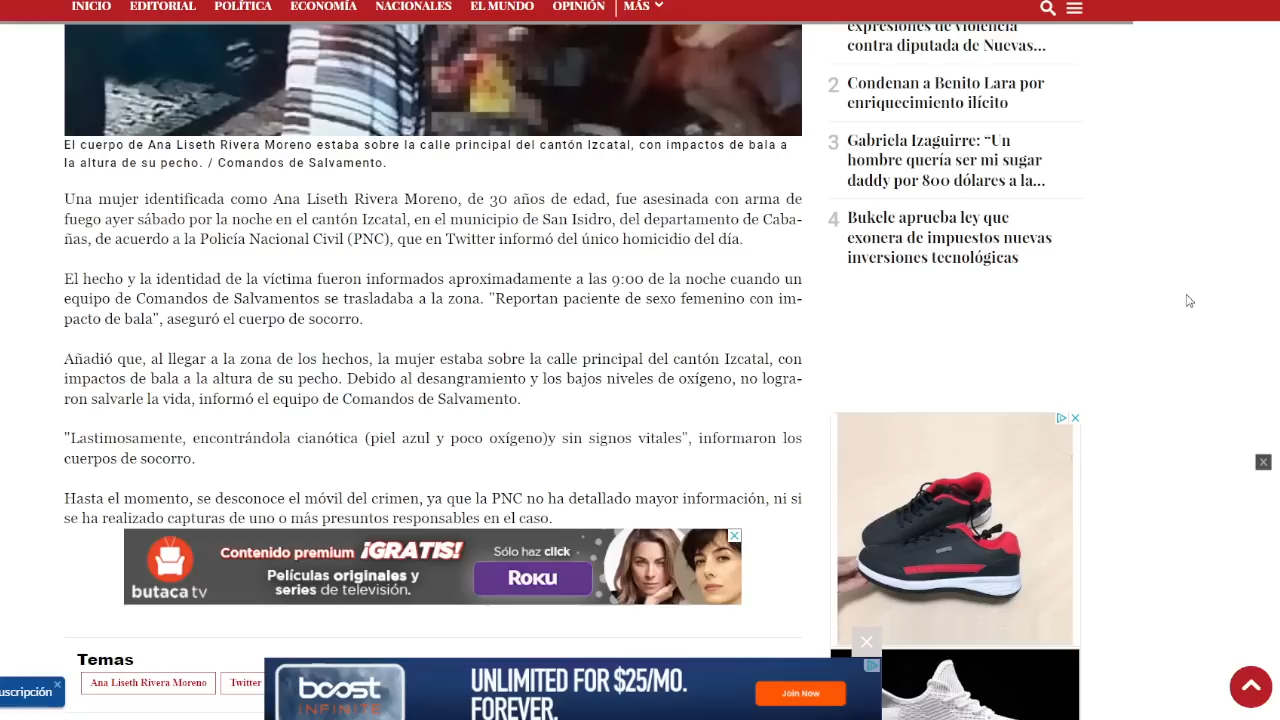 INICIO EDITORIAL POLÍTICA ECONOMÍA NACIONALES EL MUNDO OPINIÓN MÁS
El cuerpo de Ana Liseth Rivera Moreno estaba sobre la calle principal del cantón Izcatal, con impactos de bala a
la altura de su pecho. / Comandos de Salvamento.
Una mujer identificada como Ana Liseth Rivera Moreno, de 30 años de edad, fue asesinada con arma de
fuego ayer sábado por la noche en el cantón Izcatal, en el municipio de San Isidro, del departamento de Caba-
ñas, de acuerdo a la Policía Nacional Civil (PNC), que en Twitter informó del único homicidio del día.
El hecho y la identidad de la víctima fueron informados aproximadamente a las 9:00 de la noche cuando un
equipo de Comandos de Salvamentos se trasladaba a la zona. "Reportan paciente de sexo femenino con im-
pacto de bala", aseguró el cuerpo de socorro.
Añadió que, al llegar a la zona de los hechos, la mujer estaba sobre la calle principal del cantón Izcatal, con
impactos de bala a la altura de su pecho. Debido al desangramiento y los bajos niveles de oxígeno, no logra-
ron salvarle la vida, informó el equipo de Comandos de Salvamento.
"Lastimosamente, encontrándola cianótica (piel azul y poco oxígeno)y sin signos vitales", informaron los
cuerpos de socorro.
Hasta el momento, se desconoce el móvil del crimen, ya que la PNC no ha detallado mayor información, ni si
se ha realizado capturas de uno o más presuntos responsables en el caso.
butaca tv
Contenido premium ¡GRATIS!
Películas originales y
series de televisión.
Sólo haz click
Roku
Temas
Ana Liseth Rivera Moreno
Twitter
uscripción
boost
INFINITE
UNLIMITED FOR $25/MO.
FOREVER.
Join Now
expresiones de violencia
contra diputada de Nuevas...
2 Condenan a Benito Lara por
enriquecimiento ilícito
3 Gabriela Izaguirre: “Un
hombre quería ser mi sugar
daddy por 800 dólares a la...
4 Bukele aprueba ley que
exonera de impuestos nuevas
inversiones tecnológicas